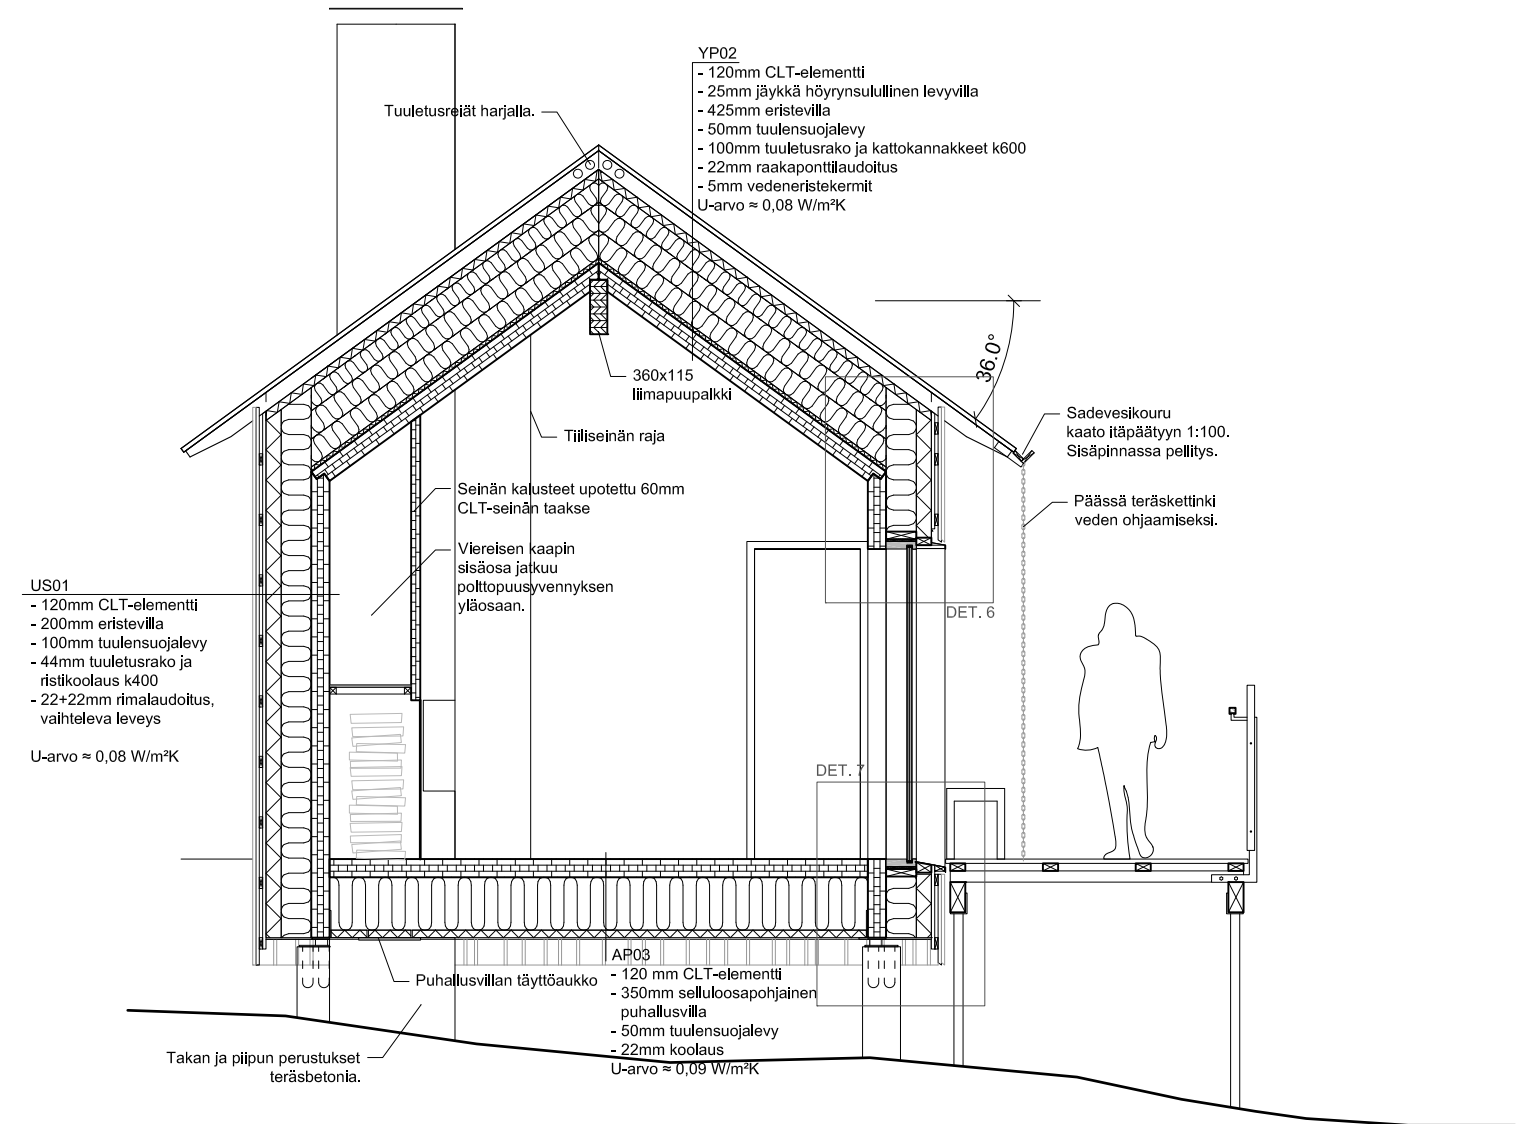 YP02
- 120mm CLT-elementti
- 25mm jäykkä höyrynsulullinen levyvilla
- 425mm eristevilla
- 50mm tuulensuojalevy
- 100mm tuuletusrako ja kattokannakkeet k600
- 22mm raakaponttilaudoitus
- 5mm vedeneristekermit
U-arvo ≈ 0,08 W/m²K
Tuuletusreiät harjalla.
36.0°
360x115
liimapuupalkki
Tiiliseinän raja
Sadevesikouru
kaato itäpäätyyn 1:100.
Sisäpinnassa pellitys.
Seinän kalusteet upotettu 60mm
CLT-seinän taakse
Päässä teräskettinki
veden ohjaamiseksi.
Viereisen kaapin
sisäosa jatkuu
polttopuusyvennyksen
yläosaan.
US01
- 120mm CLT-elementti
- 200mm eristevilla
- 100mm tuulensuojalevy
- 44mm tuuletusrako ja
ristikoolaus k400
- 22+22mm rimalaudoitus,
vaihteleva leveys
U-arvo ≈ 0,08 W/m²K
DET. 6
DET. 7
AP03
- 120 mm CLT-elementti
- 350mm selluloosapohjainen
puhallusvilla
- 50mm tuulensuojalevy
- 22mm koolaus
U-arvo ≈ 0,09 W/m²K
Puhallusvillan täyttöaukko
Takan ja piipun perustukset
teräsbetonia.